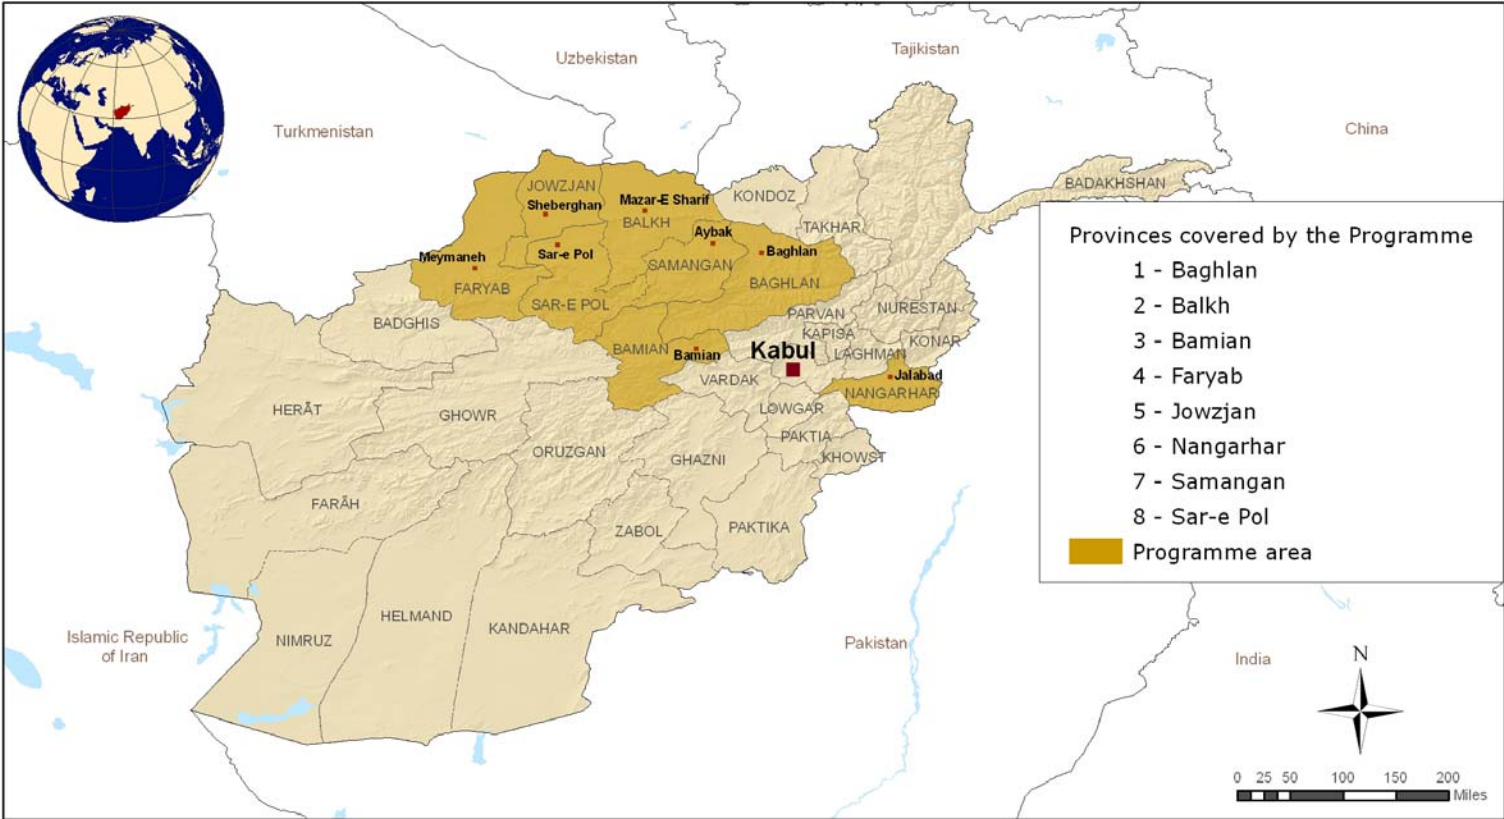 Uzbekistan
Tajikistan
Turkmenistan
China
BADAKHSHAN
JOWZJAN
Sheberghan
Mazar-E Sharif
BALKH
KONDOZ
TAKHAR
Aybak
Meymaneh
Sar-e Pol
Baghlan
SAMANGAN
FARYAB
BAGHLAN
SAR-E POL
BADGHIS
PARVAN
NURESTAN
KAPISA
KONAR
BAMIAN
Bamian
Kabul
LAGHMAN
Jalabad
VARDAK
NANGARHAR
HERĀT
GHOWR
LOWGAR
PAKTIA
ORUZGAN
GHAZNI
KHOWST
FARĀH
ZABOL
PAKTIKA
NIMRUZ
HELMAND
KANDAHAR
Islamic Republic
of Iran
Pakistan
India
Provinces covered by the Programme
1 - Baghlan
2 - Balkh
3 - Bamian
4 - Faryab
5 - Jowzjan
6 - Nangarhar
7 - Samangan
8 - Sar-e Pol
Programme area
N
0 25 50 100 150 200
Miles